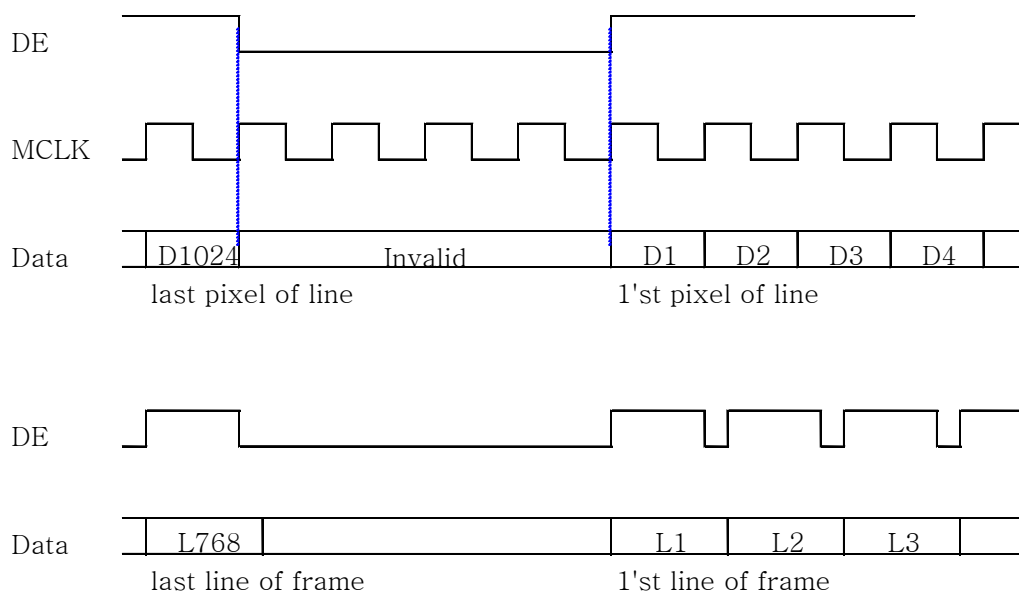 DE
MCLK
Data D1024 Invalid D1 D2 D3 D4
last pixel of line 1'st pixel of line
DE
Data L768 L1 L2 L3
last line of frame 1'st line of frame